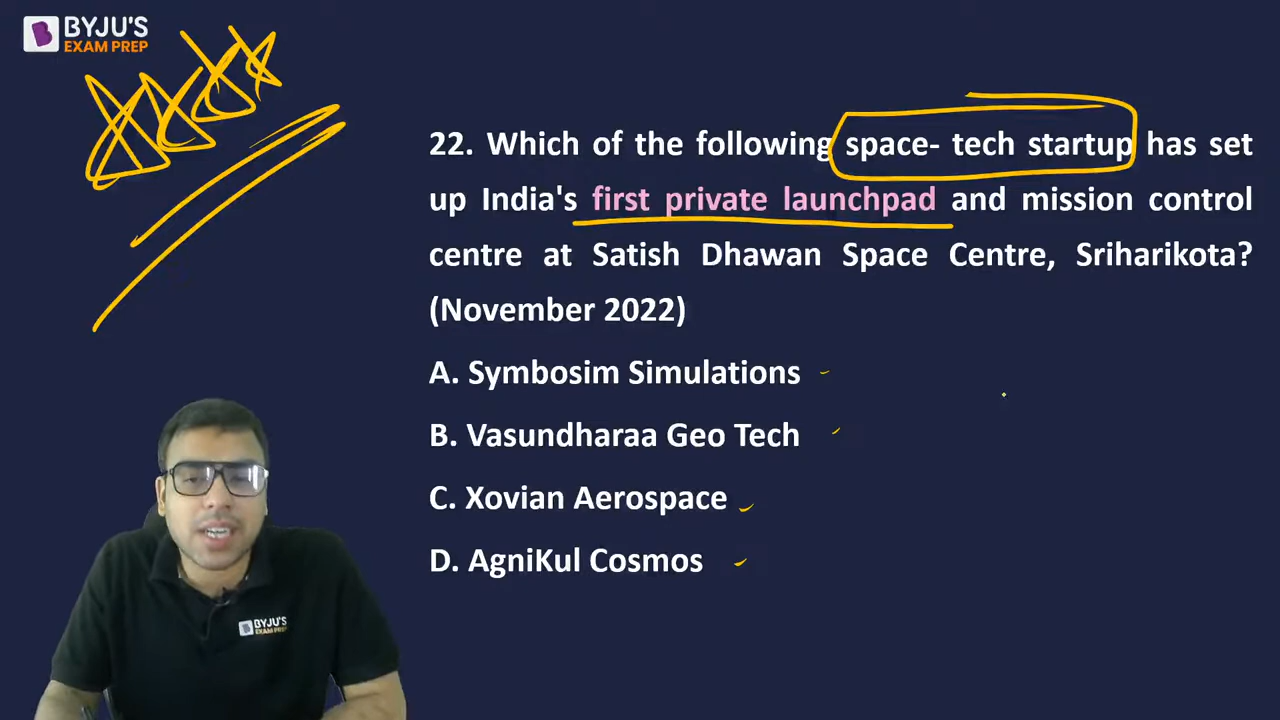 BYJU'S
EXAM PREP
22. Which of the following space- tech startup has set
up India's first private launchpad and mission control
centre at Satish Dhawan Space Centre, Sriharikota?
(November 2022)
A. Symbosim Simulations
B. Vasundharaa Geo Tech
C. Xovian Aerospace
D. AgniKul Cosmos
BYJU'S
EXAM PREP